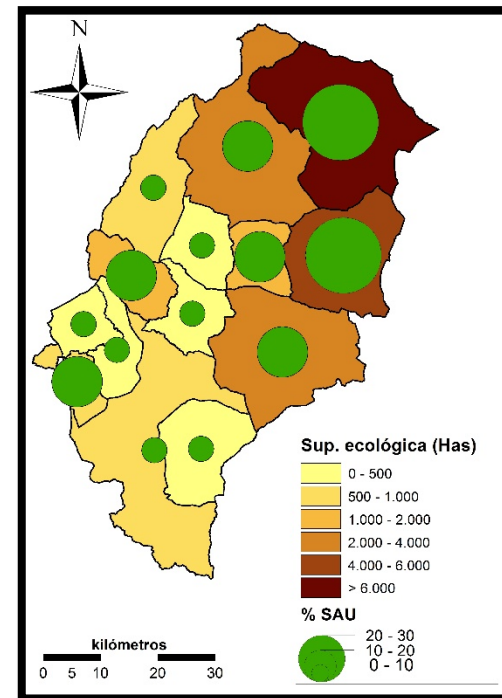 N
Sup. ecológica (Has)
0 - 500
500 - 1.000
1.000 - 2.000
2.000 - 4.000
4.000 - 6.000
> 6.000
% SAU
20 - 30
10 - 20
0 - 10
kilómetros
0 5 10 20 30